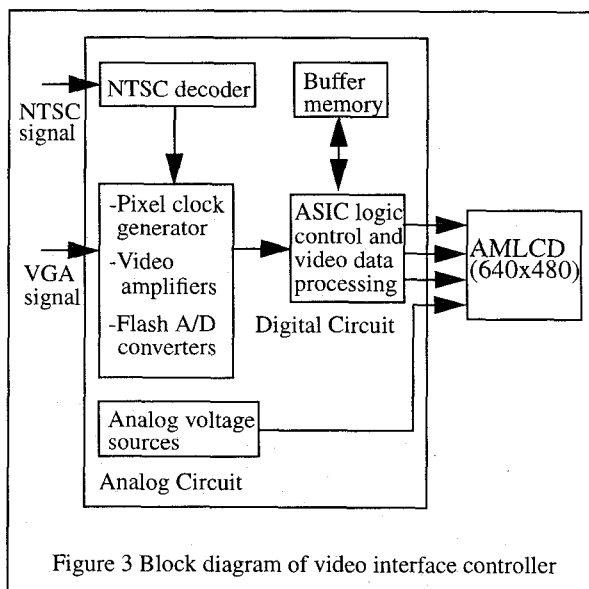 NTSC decoder
Buffer
memory
NTSC
signal
-Pixel clock
generator
-Video
amplifiers
-Flash A/D
converters
ASIC logic
control and
video data
processing
AMLCD
(640x480)
VGA
signal
Digital Circuit
Analog voltage
sources
Analog Circuit
Figure 3 Block diagram of video interface controller